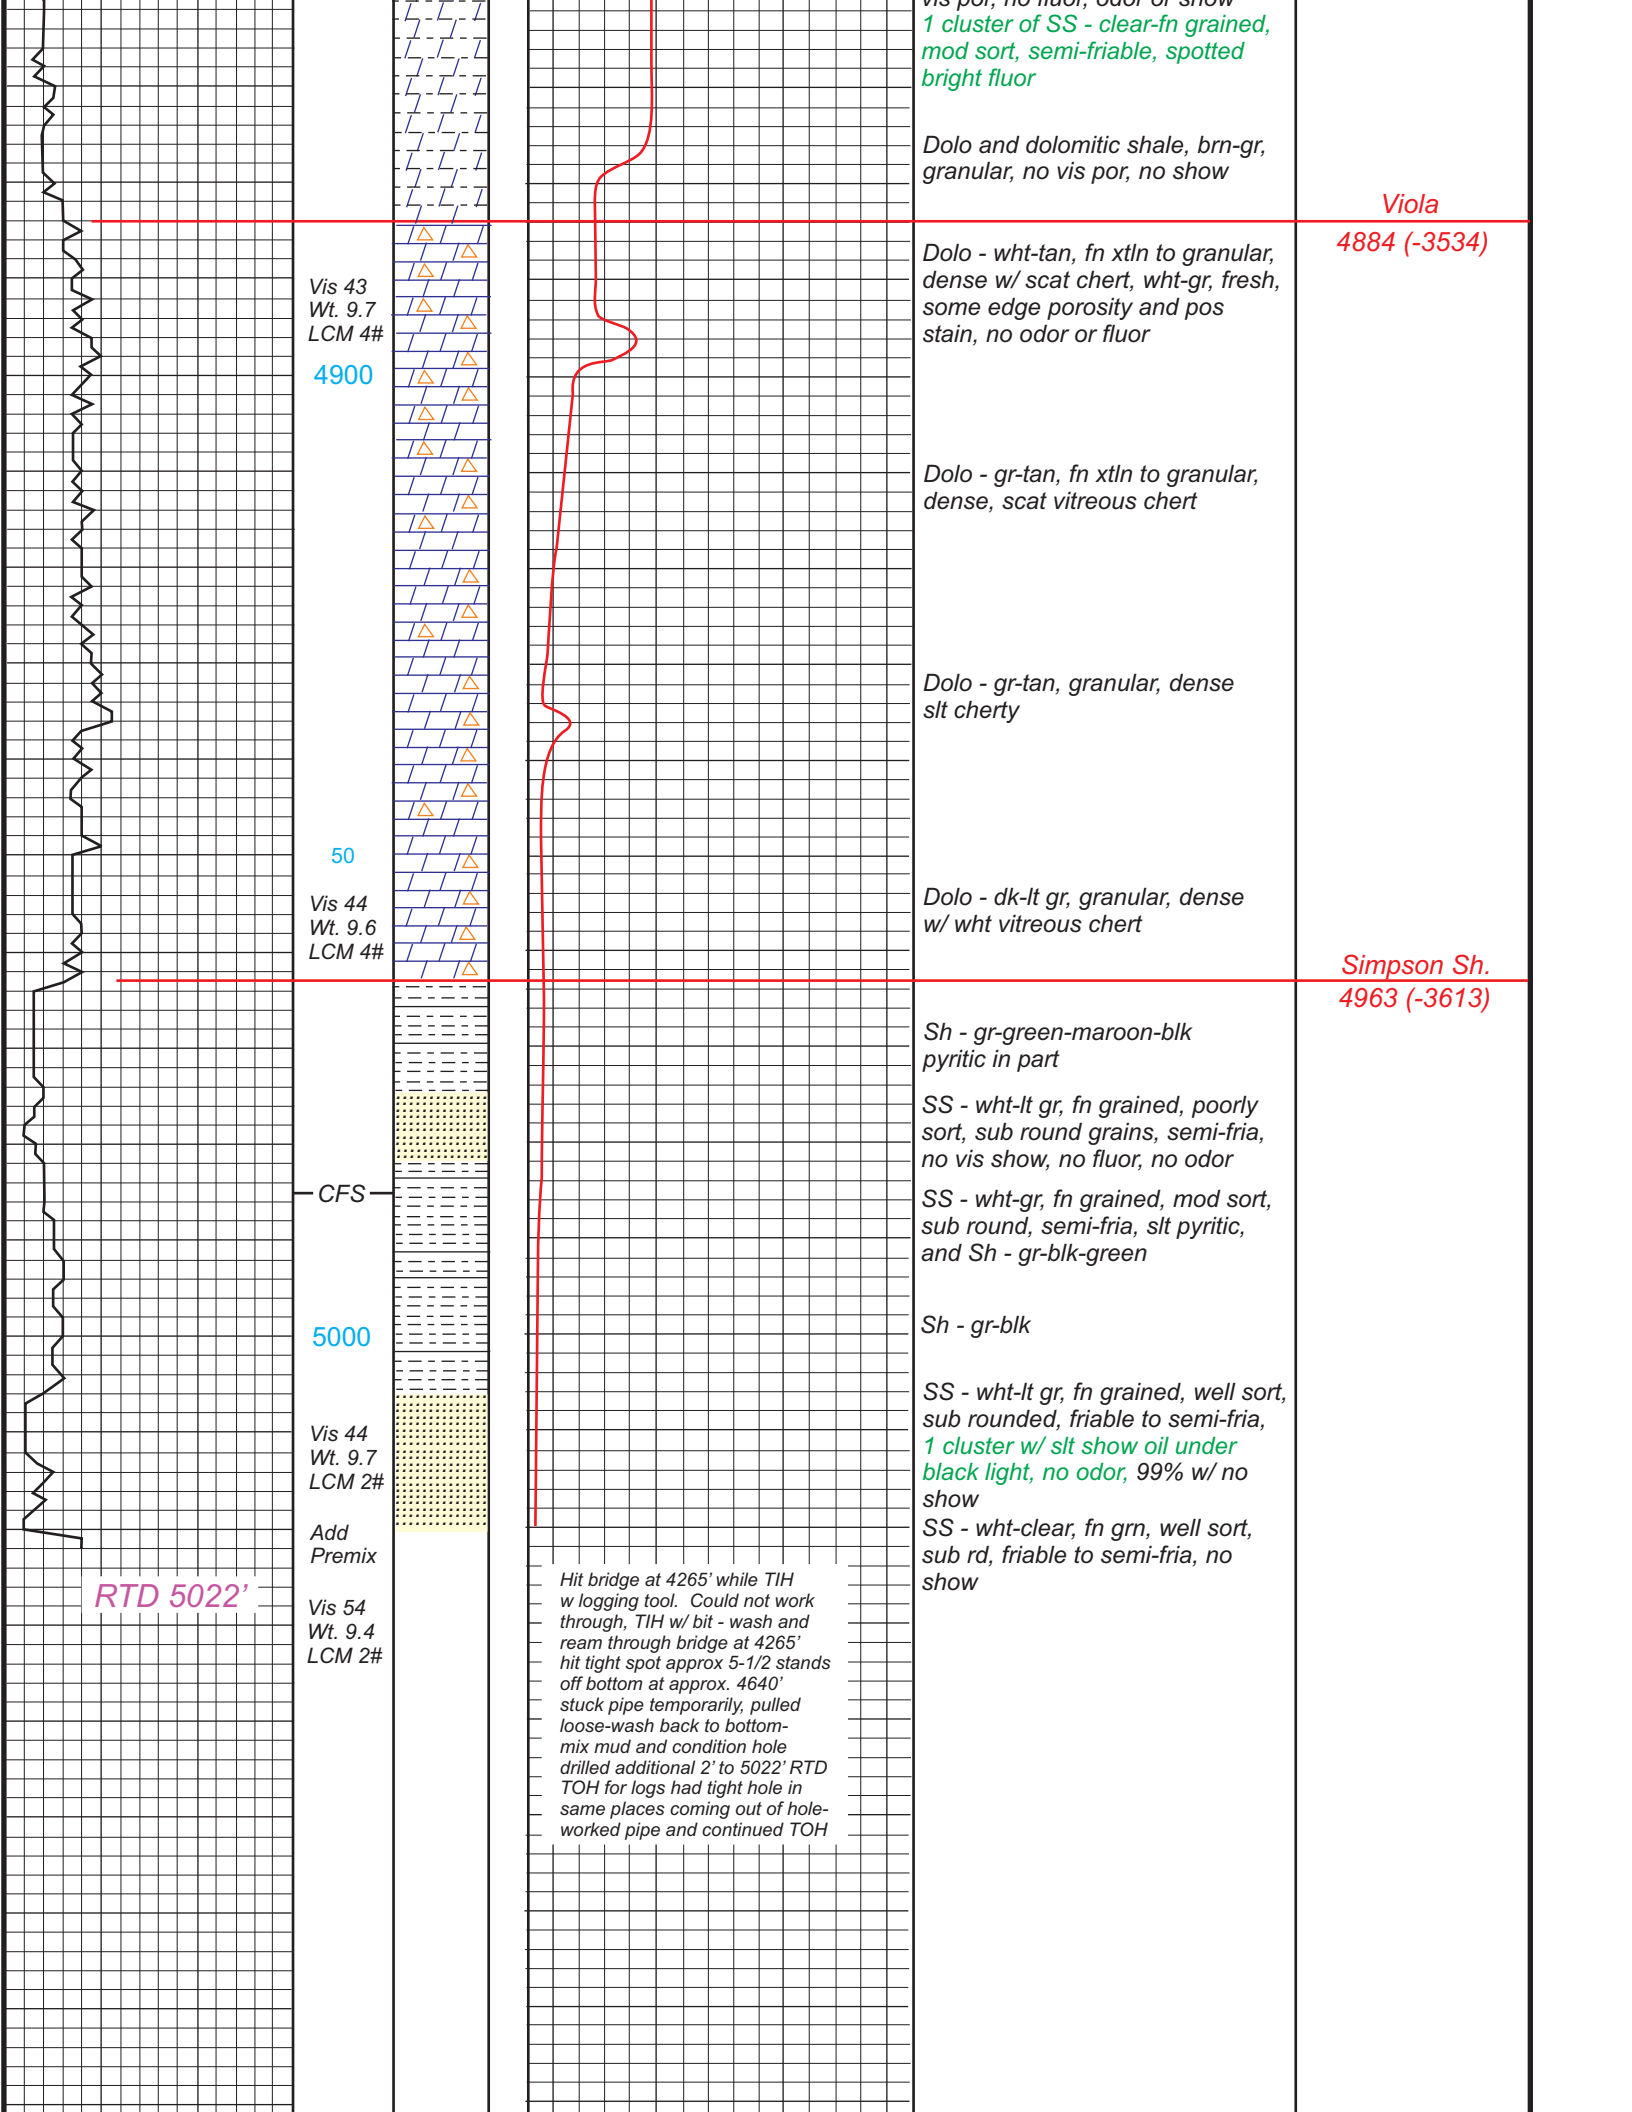 vis por, no fluor, odor or show
1 cluster of SS - clear-fn grained,
mod sort, semi-friable, spotted
bright fluor
Dolo and dolomitic shale, brn-gr,
granular, no vis por, no show
Viola
4884 (-3534)
Dolo - wht-tan, fn xtln to granular,
dense w/ scat chert, wht-gr, fresh,
some edge porosity and pos
stain, no odor or fluor
Vis 43
Wt. 9.7
LCM 4#
4900
Dolo - gr-tan, fn xtln to granular,
dense, scat vitreous chert
Dolo - gr-tan, granular, dense
slt cherty
50
Vis 44
Wt. 9.6
LCM 4#
Dolo - dk-lt gr, granular, dense
w/ wht vitreous chert
Simpson Sh.
4963 (-3613)
Sh - gr-green-maroon-blk
pyritic in part
SS - wht-lt gr, fn grained, poorly
sort, sub round grains, semi-fria,
no vis show, no fluor, no odor
CFS
SS - wht-gr, fn grained, mod sort,
sub round, semi-fria, slt pyritic,
and Sh - gr-blk-green
5000
Sh - gr-blk
SS - wht-lt gr, fn grained, well sort,
sub rounded, friable to semi-fria,
1 cluster w/ slt show oil under
black light, no odor, 99% w/ no
show
Vis 44
Wt. 9.7
LCM 2#
SS - wht-clear, fn grn, well sort,
sub rd, friable to semi-fria, no
show
Add
Premix
RTD 5022’
Vis 54
Wt. 9.4
LCM 2#
Hit bridge at 4265’ while TIH
w logging tool.  Could not work
through, TIH w/ bit - wash and
ream through bridge at 4265’
hit tight spot approx 5-1/2 stands
off bottom at approx. 4640’
stuck pipe temporarily, pulled
loose-wash back to bottom-
mix mud and condition hole
drilled additional 2’ to 5022’ RTD
TOH for logs had tight hole in
same places coming out of hole-
worked pipe and continued TOH